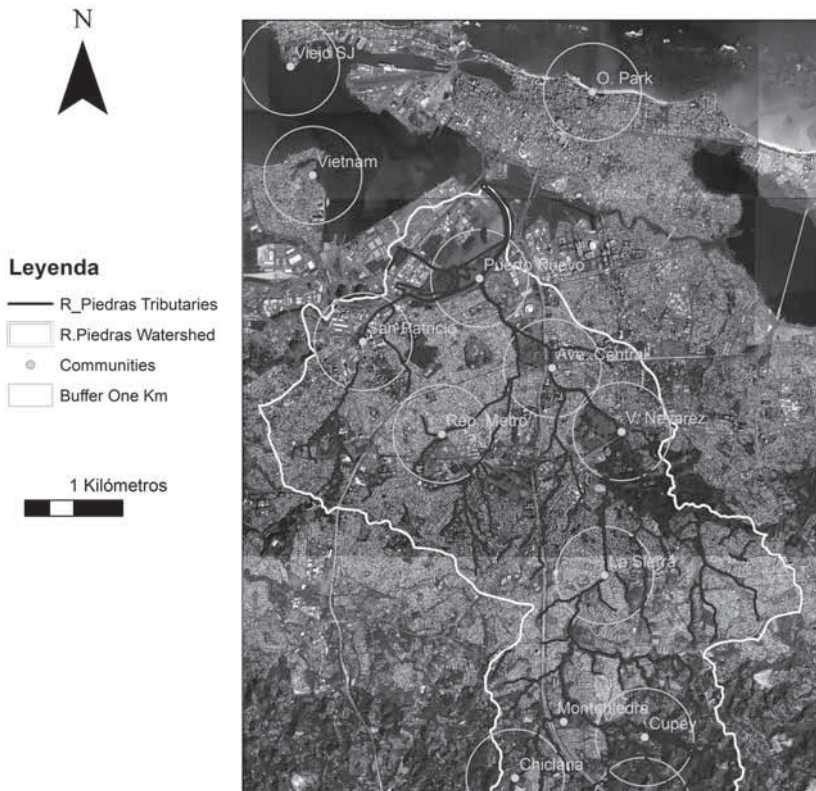 N
Viejo SJ
O. Park
Vietnam
Leyenda
R_Piedras Tributaries
R.Piedras Watershed
Communities
Buffer One Km
1 Kilómetros
Puerto Nuevo
San Patricio
Ave. Central
Rep. Metro
V. Nevarez
La Sierra
Montehiedra
Cupey
Chiclana